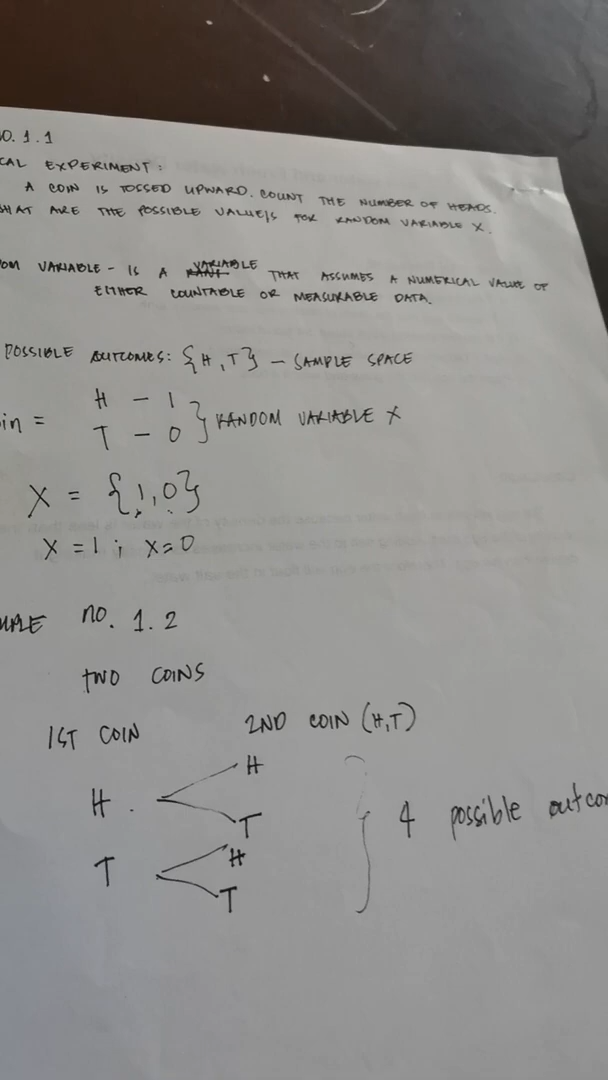 O. 1.1
CAL EXPERIMENT:
A COIN IS TOSSED UPWARD. COUNT THE NUMBER OF HEADS.
HAT ARE THE POSSIBLE VALUE/S FOR RANDOM VARIABLE X.
OM VARIABLE - IS A VARIABLE THAT ASSUMES A NUMERICAL VALUE OF
EITHER COUNTABLE OR MEASURABLE DATA.
POSSIBLE OUTCOMES: {H, T} - SAMPLE SPACE
H - 1
in = } RANDOM VARIABLE X
T - 0
X = {1, 0}
X = 1 ; X = 0
MPLE NO. 1.2
TWO COINS
1ST COIN 2ND COIN (H,T)
H
H .
T
4 possible outcom
H
T
T